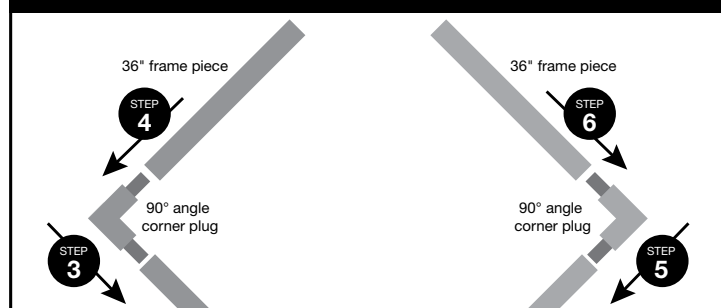 36" frame piece
STEP
4
90° angle
corner plug
STEP
3
36" frame piece
STEP
6
90° angle
corner plug
STEP
5